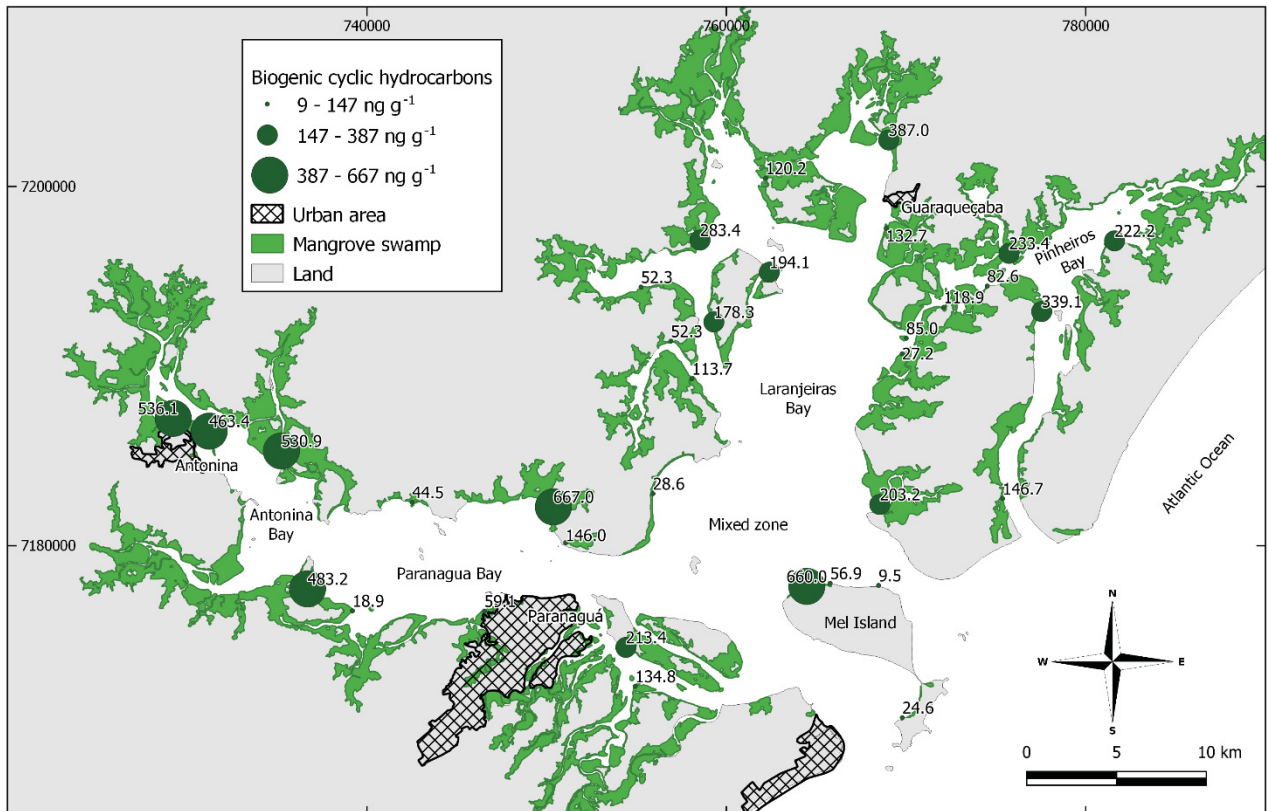 740000
760000
780000
Biogenic cyclic hydrocarbons
9 - 147 ng g⁻¹
147 - 387 ng g⁻¹
387 - 667 ng g⁻¹
Urban area
Mangrove swamp
Land
7200000
7180000
387.0
120.2
Guaraqueçaba
132.7
283.4
194.1
233.4
222.2
Pinheiros
Bay
52.3
82.6
178.3
118.9
339.1
52.3
85.0
27.2
113.7
Laranjeiras
Bay
536.1
463.4
530.9
Antonina
Atlantic Ocean
44.5
667.0
28.6
203.2
146.7
Antonina
Bay
Mixed zone
146.0
Paranagua Bay
483.2
18.9
59.1
Paranaguá
660.0
56.9
9.5
Mel Island
213.4
134.8
24.6
N
W
E
S
0
5
10 km